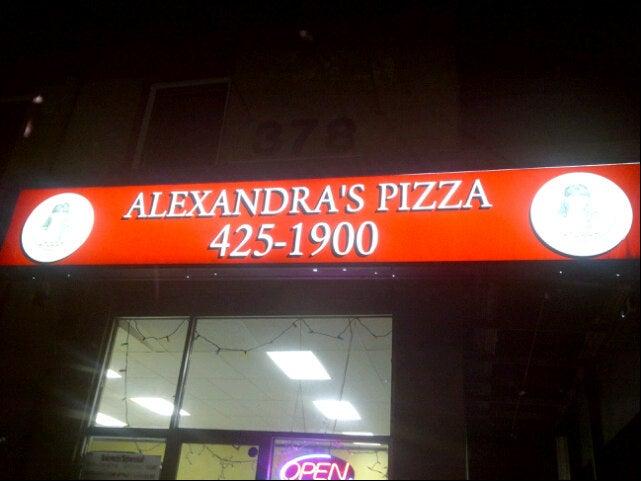 378
ALEXANDRA'S PIZZA
425-1900
OPEN